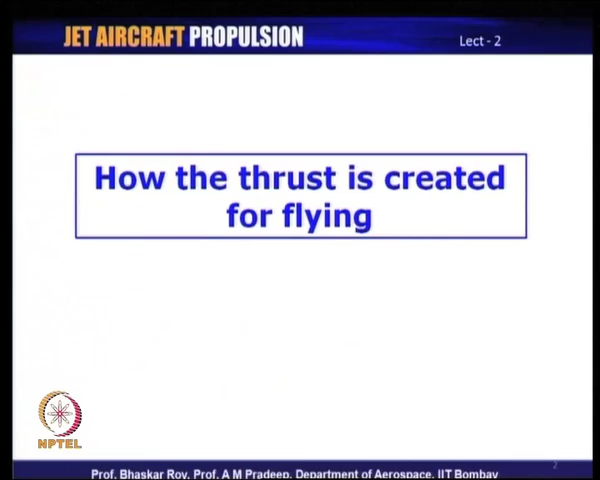 JET AIRCRAFT PROPULSION
Lect - 2
How the thrust is created
for flying
NPTEL
2
Prof. Bhaskar Roy, Prof. A M Pradeep, Department of Aerospace, IIT Bombay